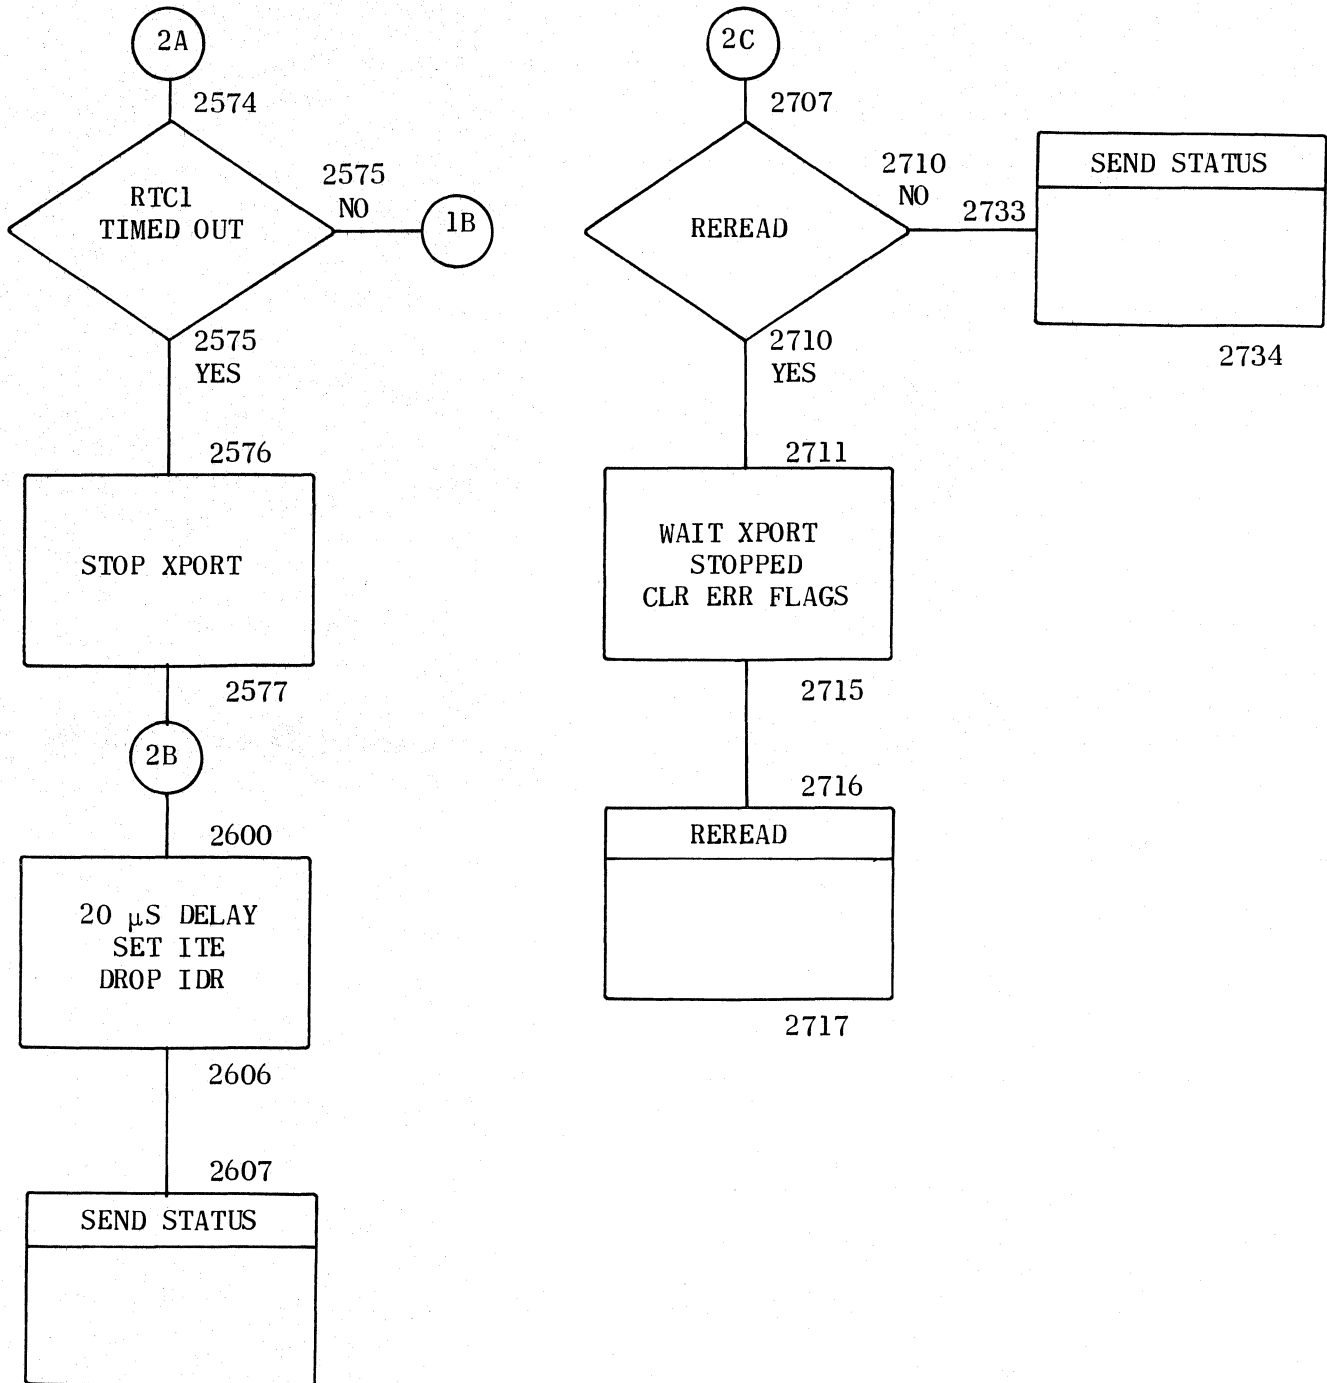 2A
2574
RTC1
TIMED OUT
2575
NO
1B
2575
YES
2576
STOP XPORT
2577
2B
2600
20 μS DELAY
SET ITE
DROP IDR
2606
2607
SEND STATUS
2C
2707
REREAD
2710
NO
2733
SEND STATUS
2734
2710
YES
2711
WAIT XPORT
STOPPED
CLR ERR FLAGS
2715
2716
REREAD
2717